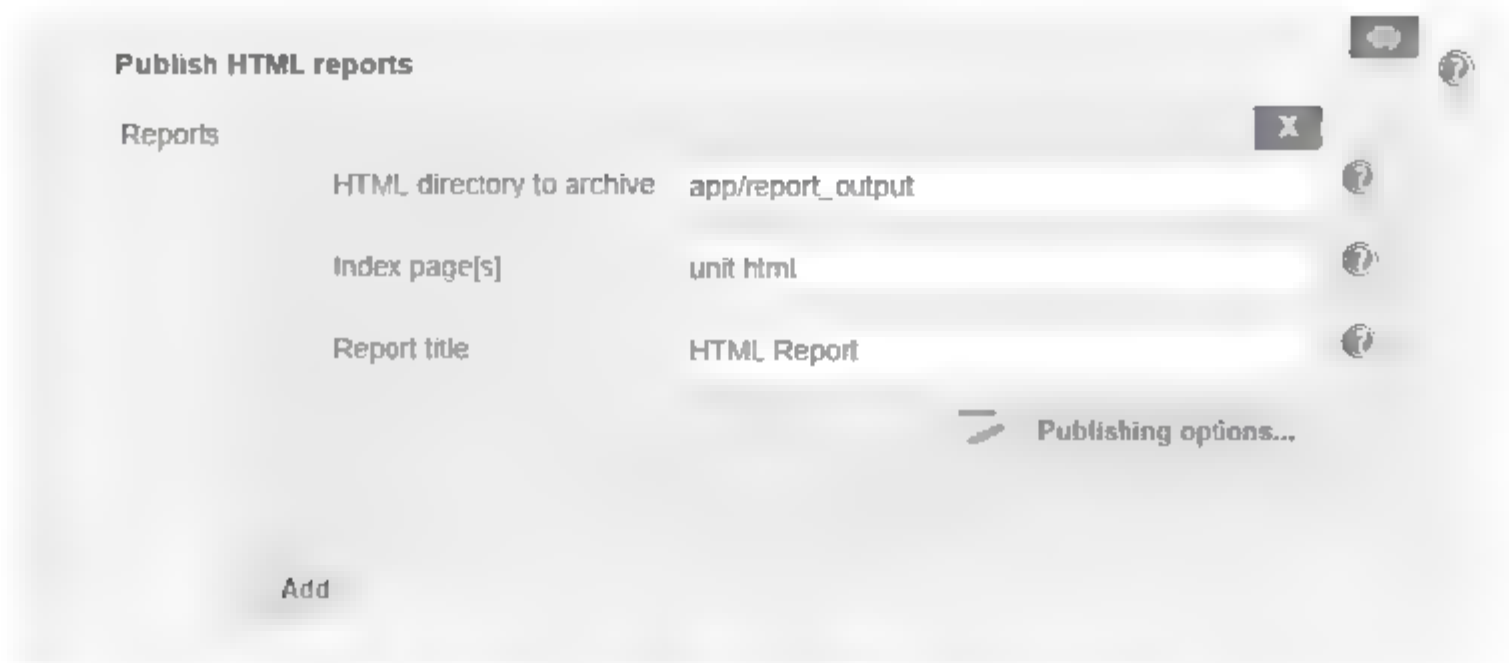 Publish HTML reports
Reports
X
HTML directory to archive app/report_output
Index page[s] unit html
Report title HTML Report
Publishing options...
Add